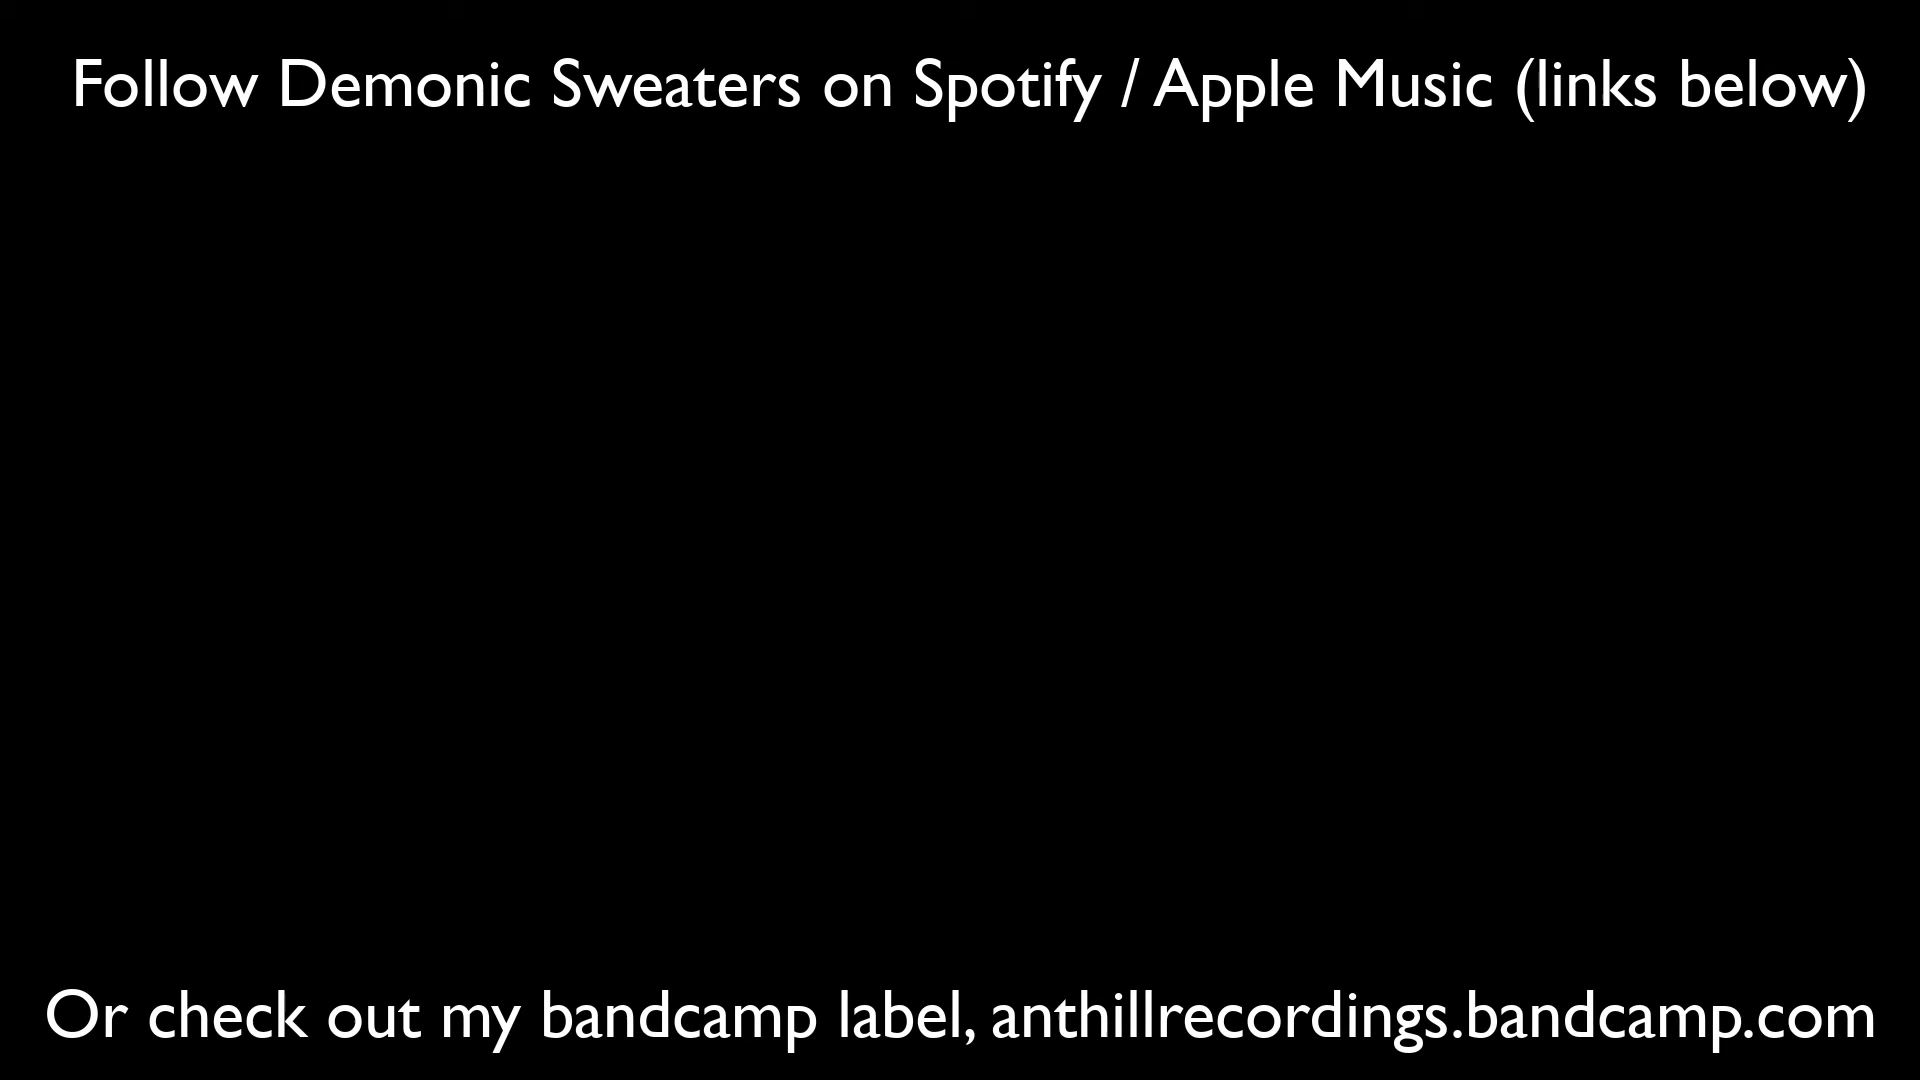 Follow Demonic Sweaters on Spotify / Apple Music (links below)
Or check out my bandcamp label, anthillrecordings.bandcamp.com